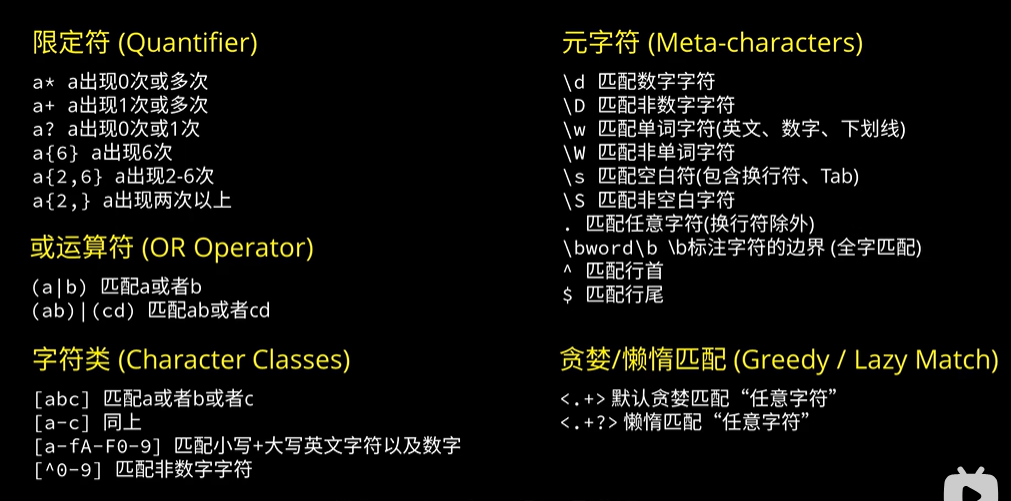 限定符 (Quantifier)
a* a出现0次或多次
a+ a出现1次或多次
a? a出现0次或1次
a{6} a出现6次
a{2,6} a出现2-6次
a{2,} a出现两次以上
或运算符 (OR Operator)
(a|b) 匹配a或者b
(ab)|(cd) 匹配ab或者cd
字符类 (Character Classes)
[abc] 匹配a或者b或者c
[a-c] 同上
[a-fA-F0-9] 匹配小写+大写英文字符以及数字
[^0-9] 匹配非数字字符
元字符 (Meta-characters)
\d 匹配数字字符
\D 匹配非数字字符
\w 匹配单词字符(英文、数字、下划线)
\W 匹配非单词字符
\s 匹配空白符(包含换行符、Tab)
\S 匹配非空白字符
. 匹配任意字符(换行符除外)
\bword\b \b标注字符的边界 (全字匹配)
^ 匹配行首
$ 匹配行尾
贪婪/懒惰匹配 (Greedy / Lazy Match)
<.+> 默认贪婪匹配“任意字符”
<.+?> 懒惰匹配“任意字符”